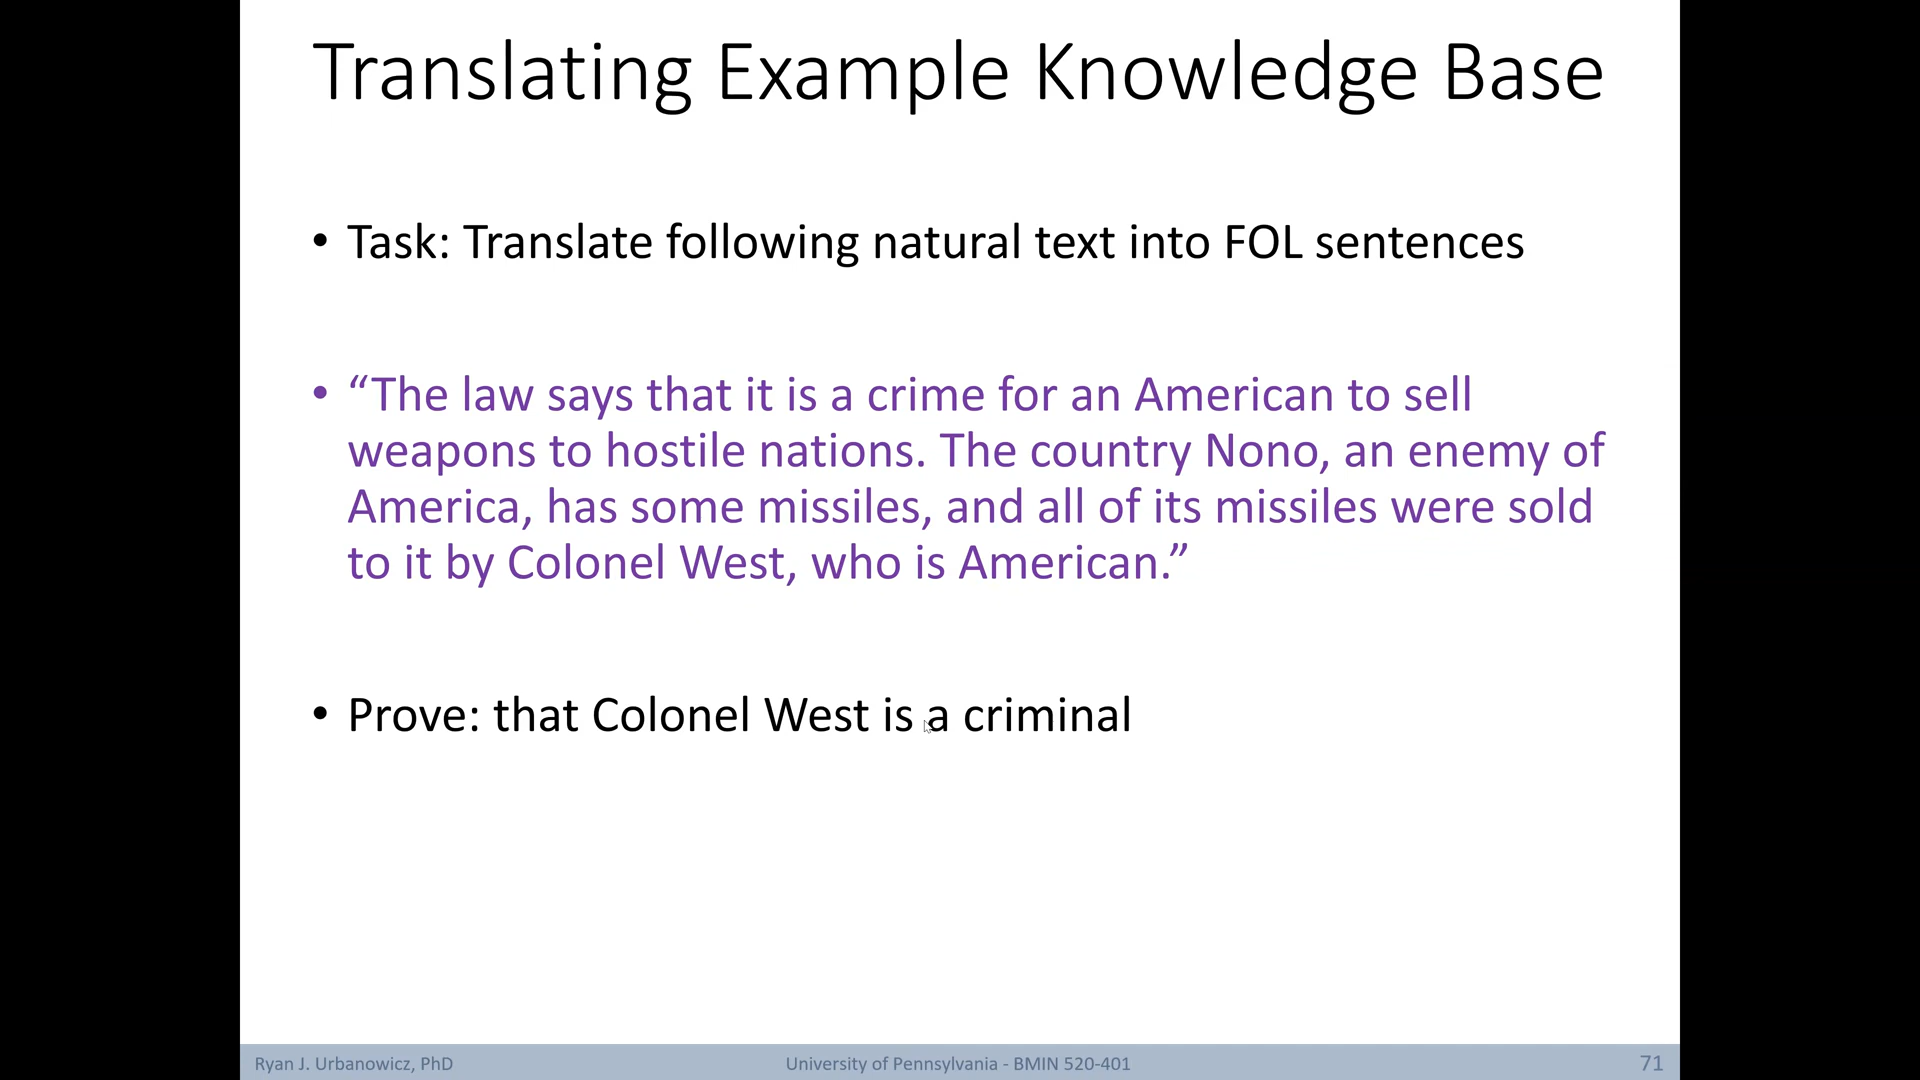 Translating Example Knowledge Base
• Task: Translate following natural text into FOL sentences
• “The law says that it is a crime for an American to sell
weapons to hostile nations. The country Nono, an enemy of
America, has some missiles, and all of its missiles were sold
to it by Colonel West, who is American.”
• Prove: that Colonel West is a criminal
Ryan J. Urbanowicz, PhD
University of Pennsylvania - BMIN 520-401
71